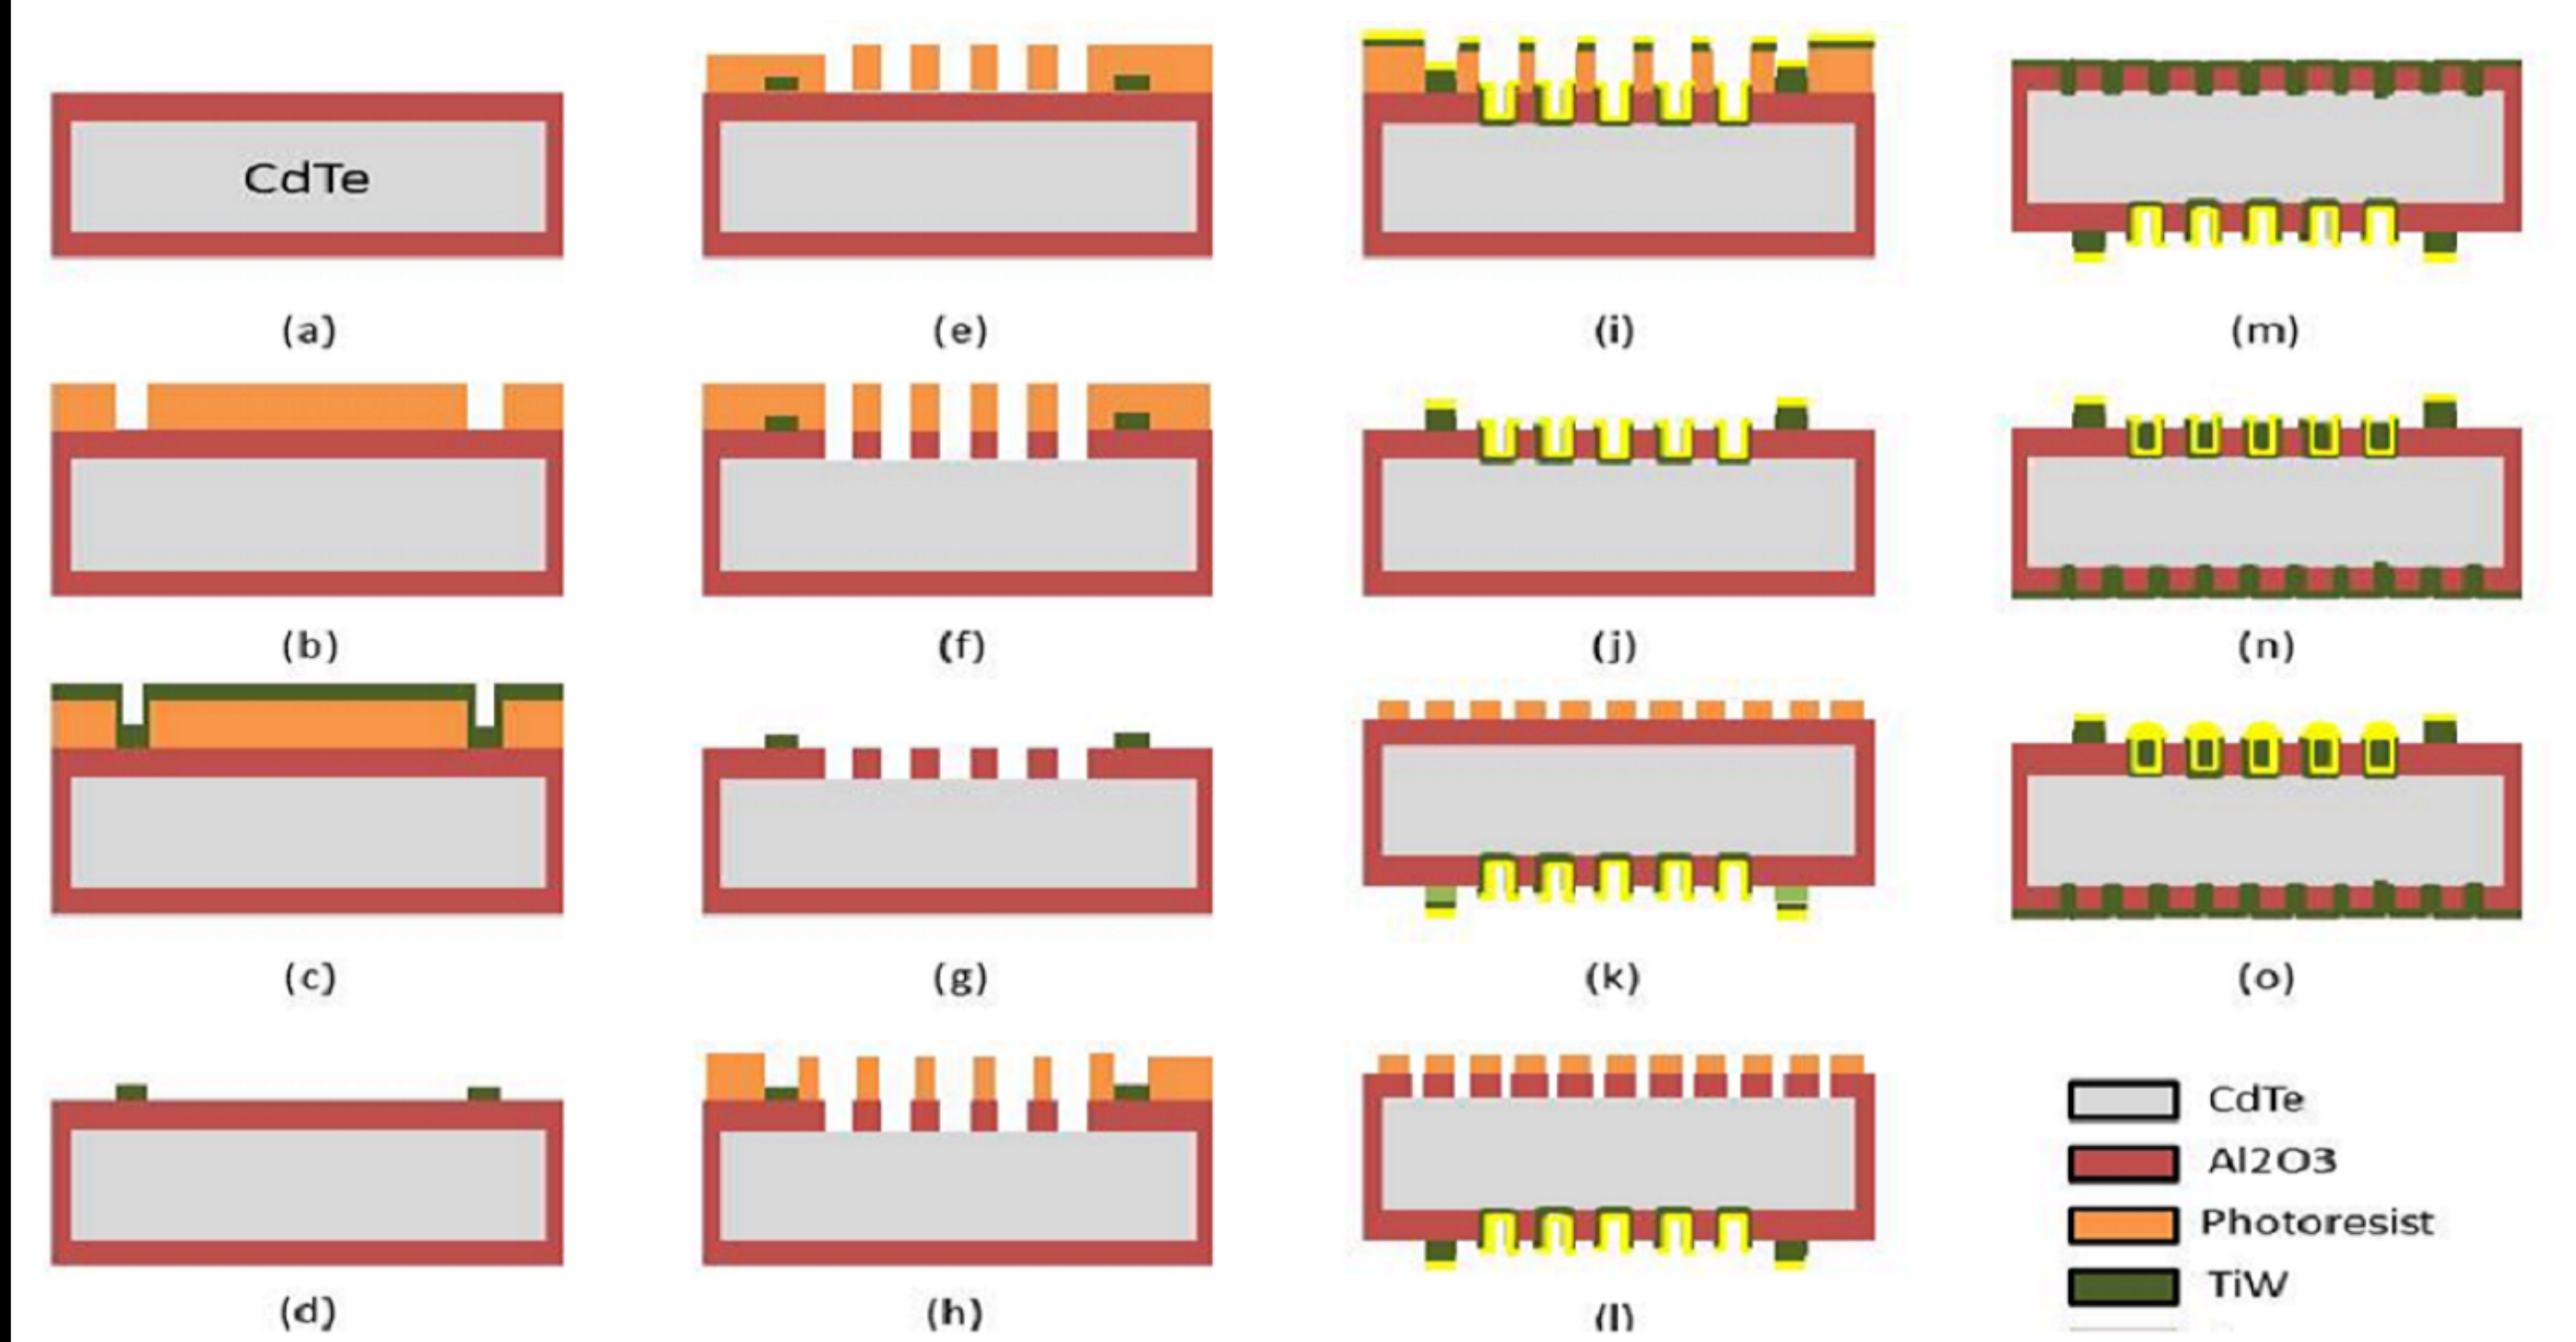 CdTe
(a)
(b)
(c)
(d)
(e)
(f)
(g)
(h)
(i)
(j)
(k)
(l)
(m)
(n)
(o)
CdTe
Al2O3
Photoresist
TiW